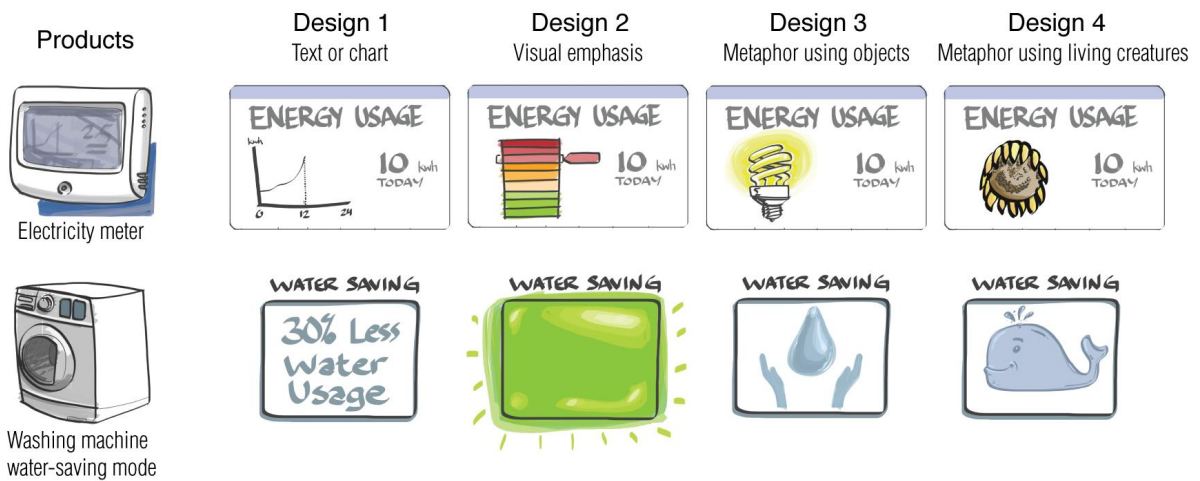 Products
Design 1
Text or chart
Design 2
Visual emphasis
Design 3
Metaphor using objects
Design 4
Metaphor using living creatures
Electricity meter
ENERGY USAGE
kwh
10 kwh
TODAY
0 12 24
ENERGY USAGE
10 kwh
TODAY
ENERGY USAGE
10 kwh
TODAY
ENERGY USAGE
10 kwh
TODAY
Washing machine
water-saving mode
WATER SAVING
30% Less
Water
Usage
WATER SAVING
WATER SAVING
WATER SAVING